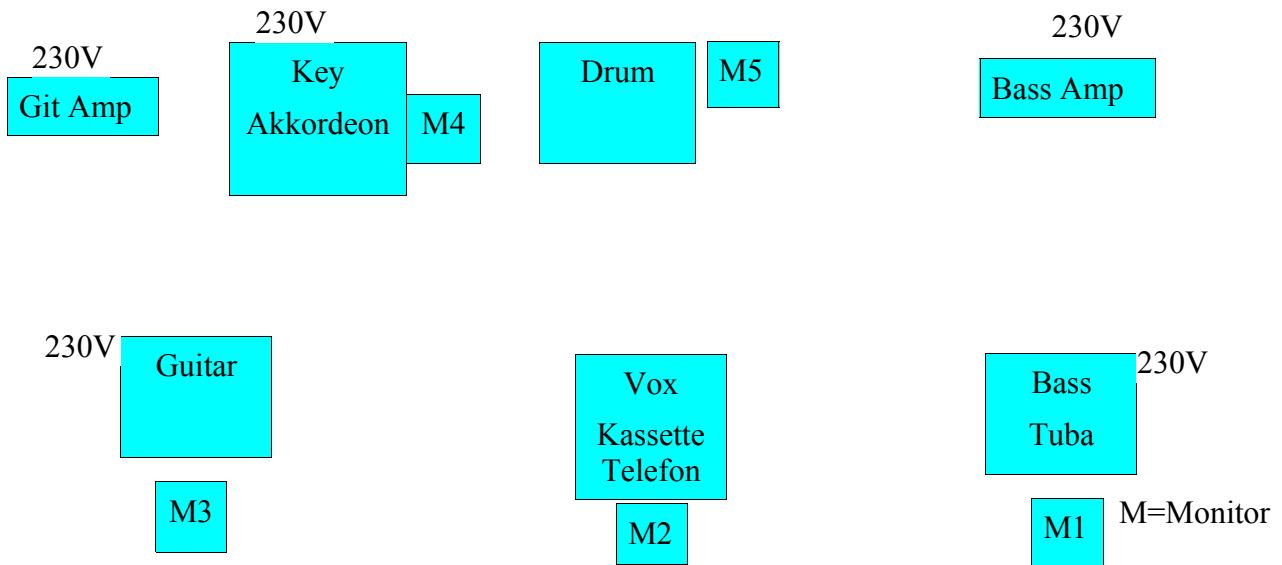 230V
Git Amp
230V
Key
Akkordeon
M4
Drum
M5
230V
Bass Amp
230V
Guitar
M3
Vox
Kassette
Telefon
M2
230V
Bass
Tuba
M1
M=Monitor